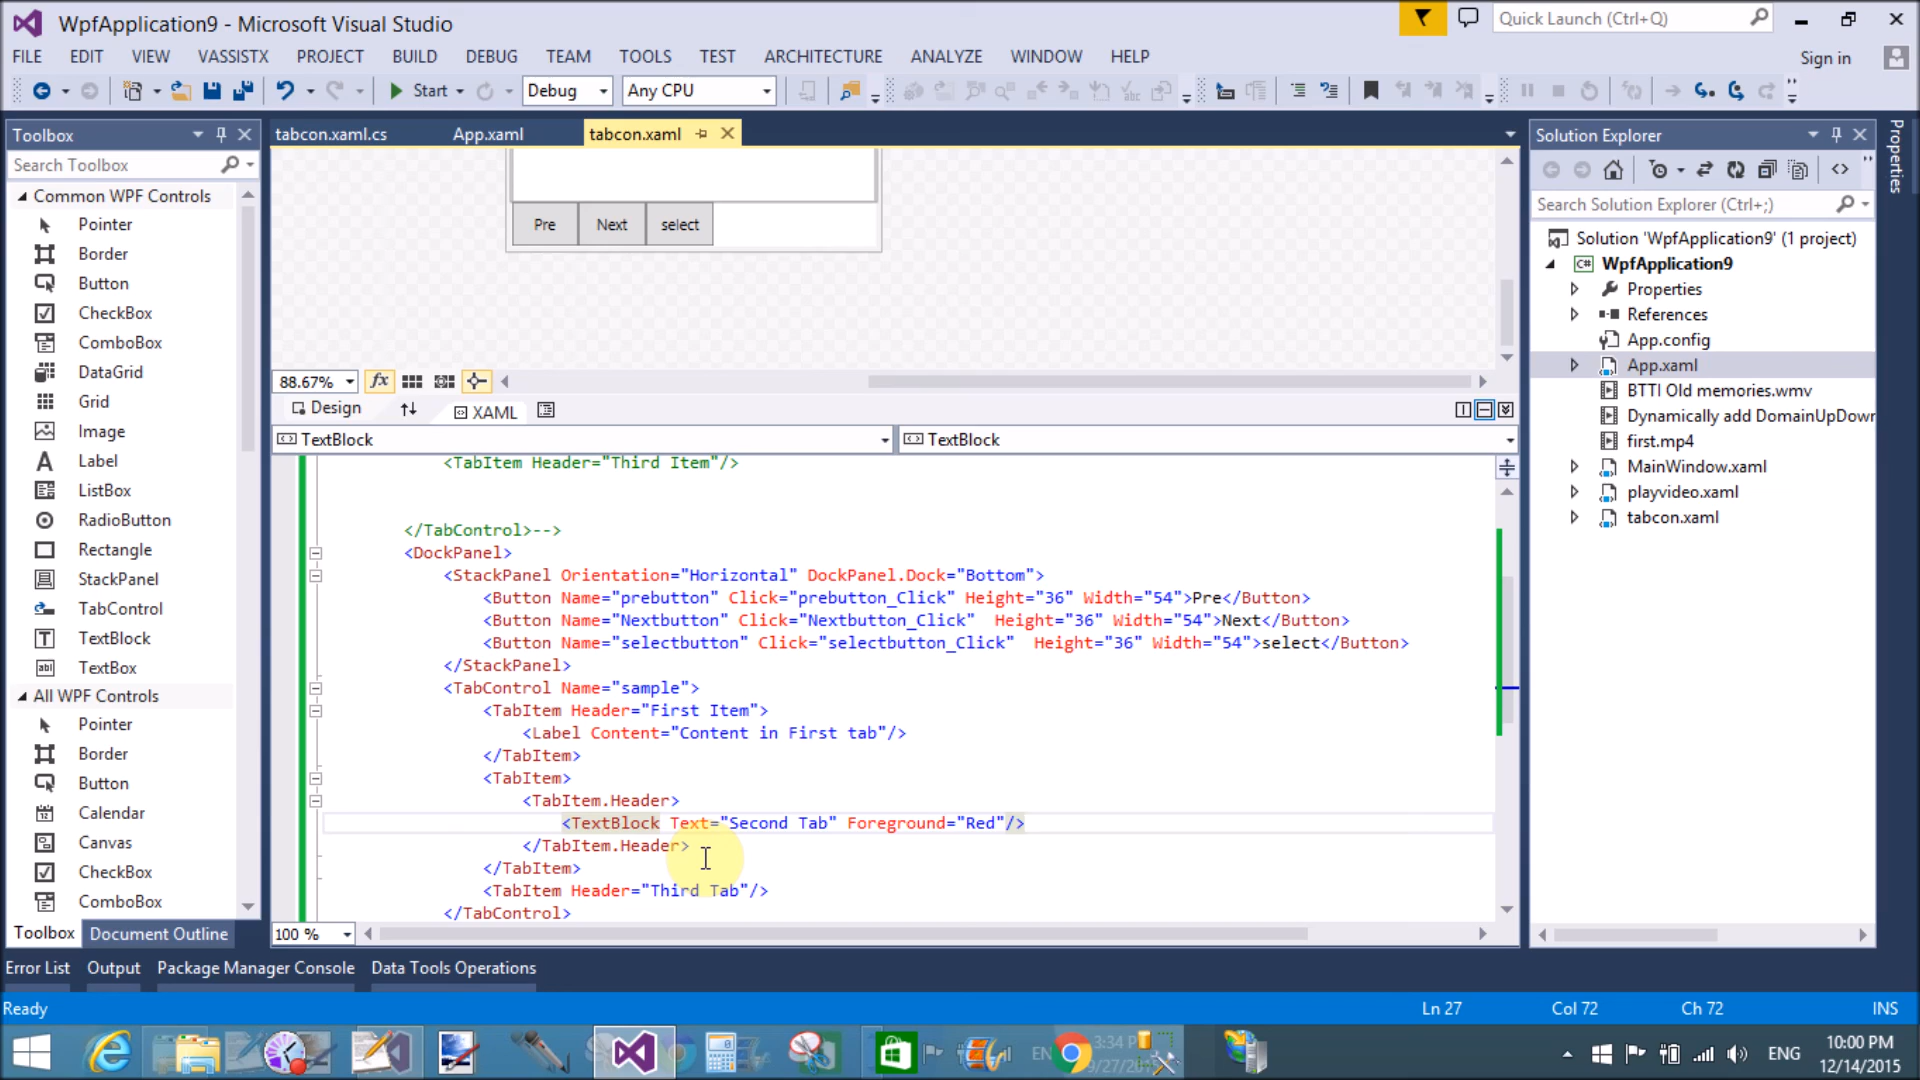 WpfApplication9 - Microsoft Visual Studio
Quick Launch (Ctrl+Q)
FILE EDIT VIEW VASSISTX PROJECT BUILD DEBUG TEAM TOOLS TEST ARCHITECTURE ANALYZE WINDOW HELP
Sign in
Start Debug Any CPU
Toolbox
Search Toolbox
Common WPF Controls
Pointer
Border
Button
CheckBox
ComboBox
DataGrid
Grid
Image
Label
ListBox
RadioButton
Rectangle
StackPanel
TabControl
TextBlock
TextBox
All WPF Controls
Pointer
Border
Button
Calendar
Canvas
CheckBox
ComboBox
Toolbox Document Outline
tabcon.xaml.cs App.xaml tabcon.xaml
Pre Next select
88.67%
Design XAML
TextBlock TextBlock
<TabItem Header="Third Item"/>
</TabControl>-->
<DockPanel>
<StackPanel Orientation="Horizontal" DockPanel.Dock="Bottom">
<Button Name="prebutton" Click="prebutton_Click" Height="36" Width="54">Pre</Button>
<Button Name="Nextbutton" Click="Nextbutton_Click" Height="36" Width="54">Next</Button>
<Button Name="selectbutton" Click="selectbutton_Click" Height="36" Width="54">select</Button>
</StackPanel>
<TabControl Name="sample">
<TabItem Header="First Item">
<Label Content="Content in First tab"/>
</TabItem>
<TabItem>
<TabItem.Header>
<TextBlock Text="Second Tab" Foreground="Red"/>
</TabItem.Header>
</TabItem>
<TabItem Header="Third Tab"/>
</TabControl>
100 %
Solution Explorer
Search Solution Explorer (Ctrl+;)
Solution 'WpfApplication9' (1 project)
WpfApplication9
Properties
References
App.config
App.xaml
BTTI Old memories.wmv
Dynamically add DomainUpDown
first.mp4
MainWindow.xaml
playvideo.xaml
tabcon.xaml
Properties
Error List Output Package Manager Console Data Tools Operations
Ready Ln 27 Col 72 Ch 72 INS
EN 3:34 P
9/27/20
ENG
10:00 PM
12/14/2015